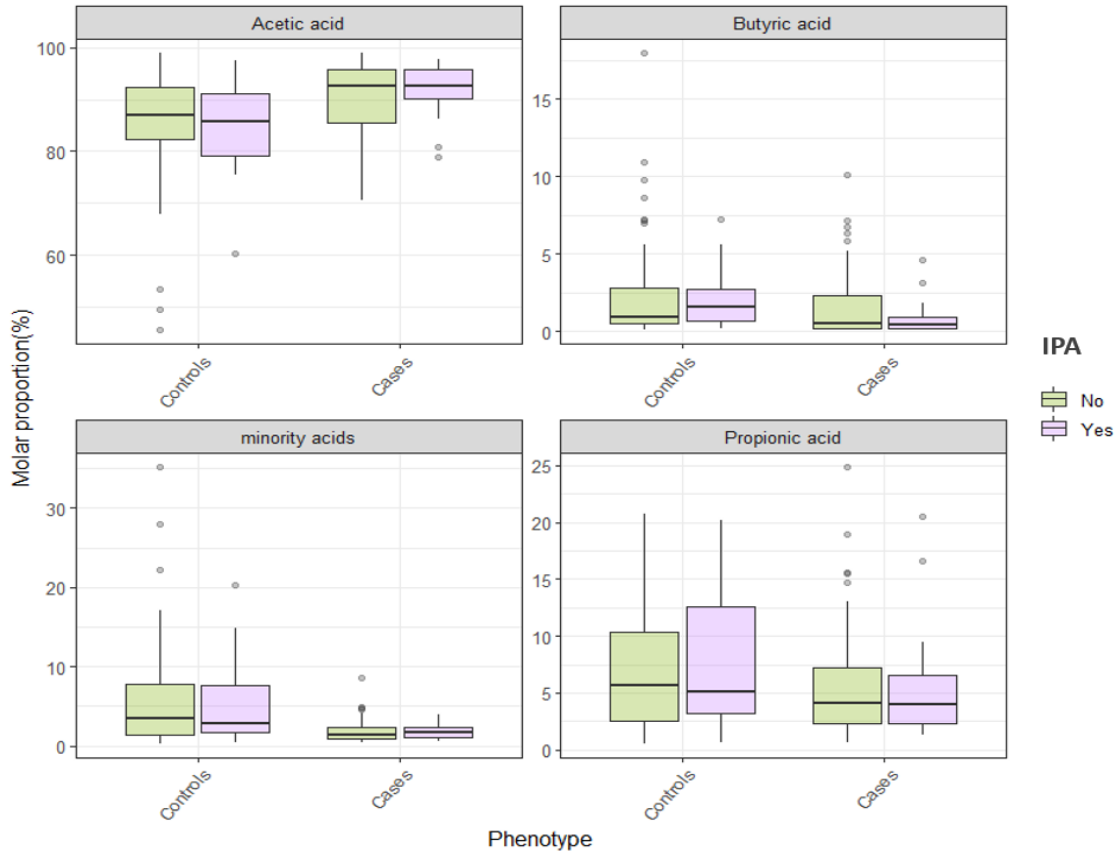 Acetic acid
Butyric acid
100
80
60
15
10
5
0
Controls
Cases
Controls
Cases
minority acids
Propionic acid
30
20
10
0
25
20
15
10
5
0
Controls
Cases
Controls
Cases
Molar proportion(%)
Phenotype
IPA
No
Yes